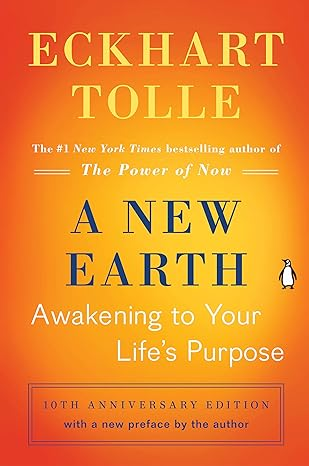 ECKHART
TOLLE
The #1 New York Times bestselling author of
The Power of Now
A NEW
EARTH
Awakening to Your
Life's Purpose
10TH ANNIVERSARY EDITION
with a new preface by the author